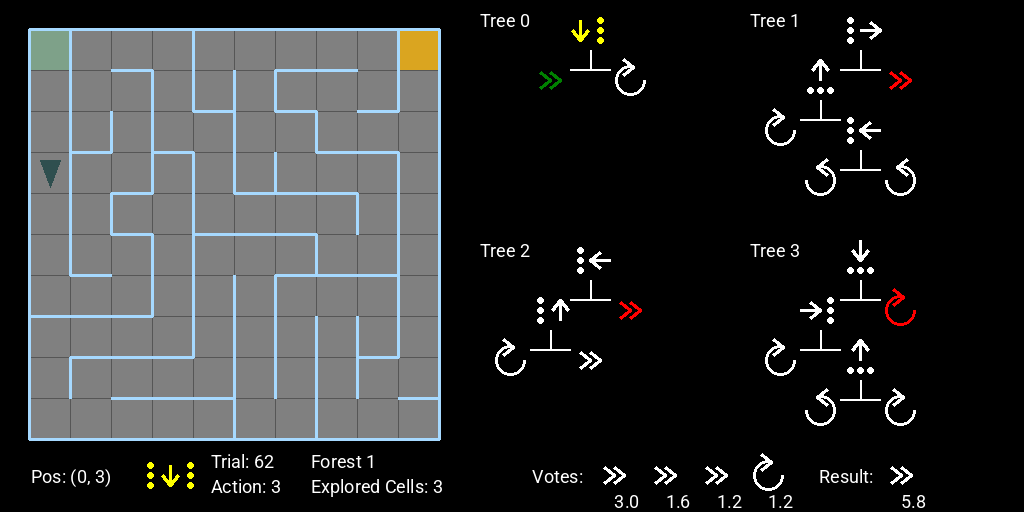 Tree 0
Tree 1
Tree 2
Tree 3
Pos: (0, 3)
Trial: 62
Action: 3
Forest 1
Explored Cells: 3
Votes:
3.0
1.6
1.2
1.2
Result:
5.8